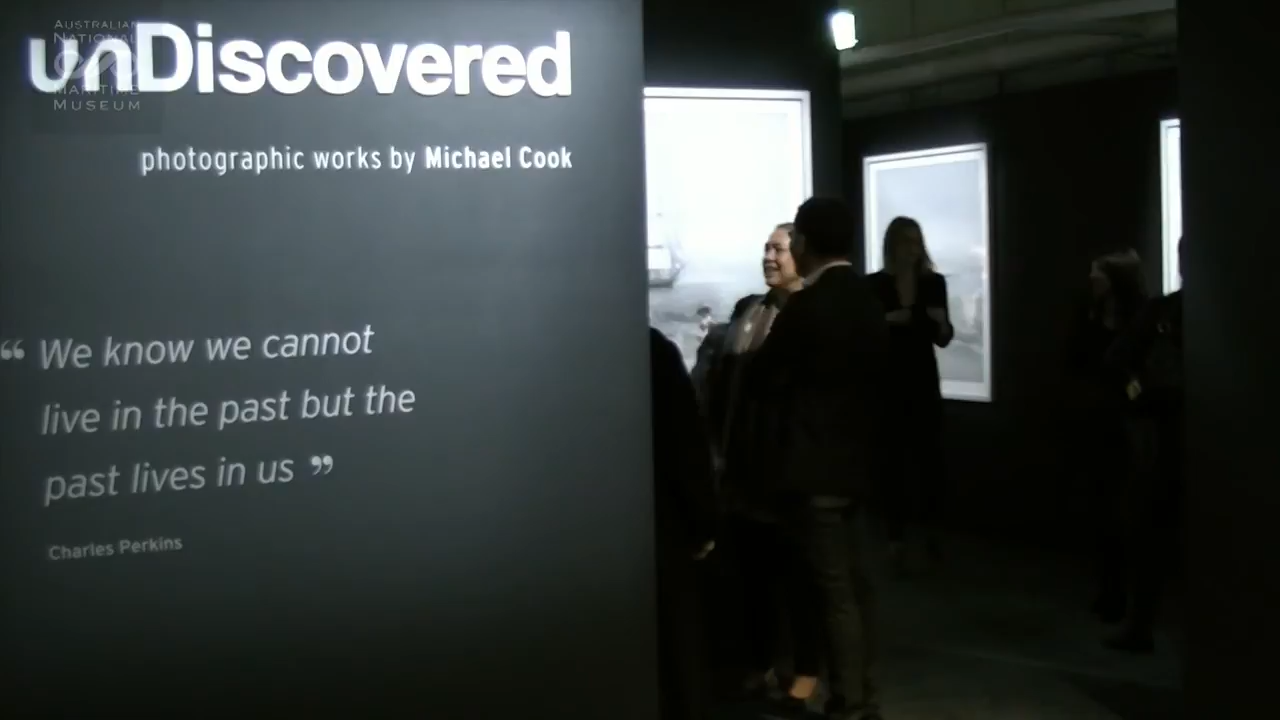 AUSTRALIAN
NATIONAL
MARITIME
MUSEUM
unDiscovered
photographic works by Michael Cook
“ We know we cannot
live in the past but the
past lives in us ”
Charles Perkins